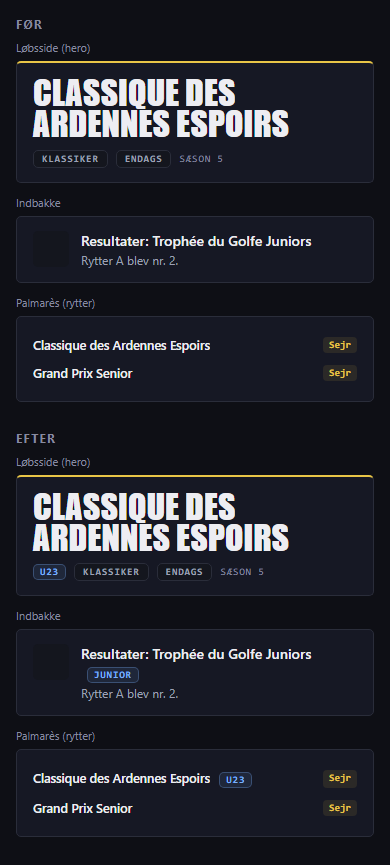 FØR
Løbsside (hero)
CLASSIQUE DES
ARDENNES ESPOIRS
KLASSIKER ENDAGS SÆSON 5
Indbakke
Resultater: Trophée du Golfe Juniors
Rytter A blev nr. 2.
Palmarès (rytter)
Classique des Ardennes Espoirs Sejr
Grand Prix Senior Sejr
EFTER
Løbsside (hero)
CLASSIQUE DES
ARDENNES ESPOIRS
U23 KLASSIKER ENDAGS SÆSON 5
Indbakke
Resultater: Trophée du Golfe Juniors
JUNIOR
Rytter A blev nr. 2.
Palmarès (rytter)
Classique des Ardennes Espoirs U23 Sejr
Grand Prix Senior Sejr